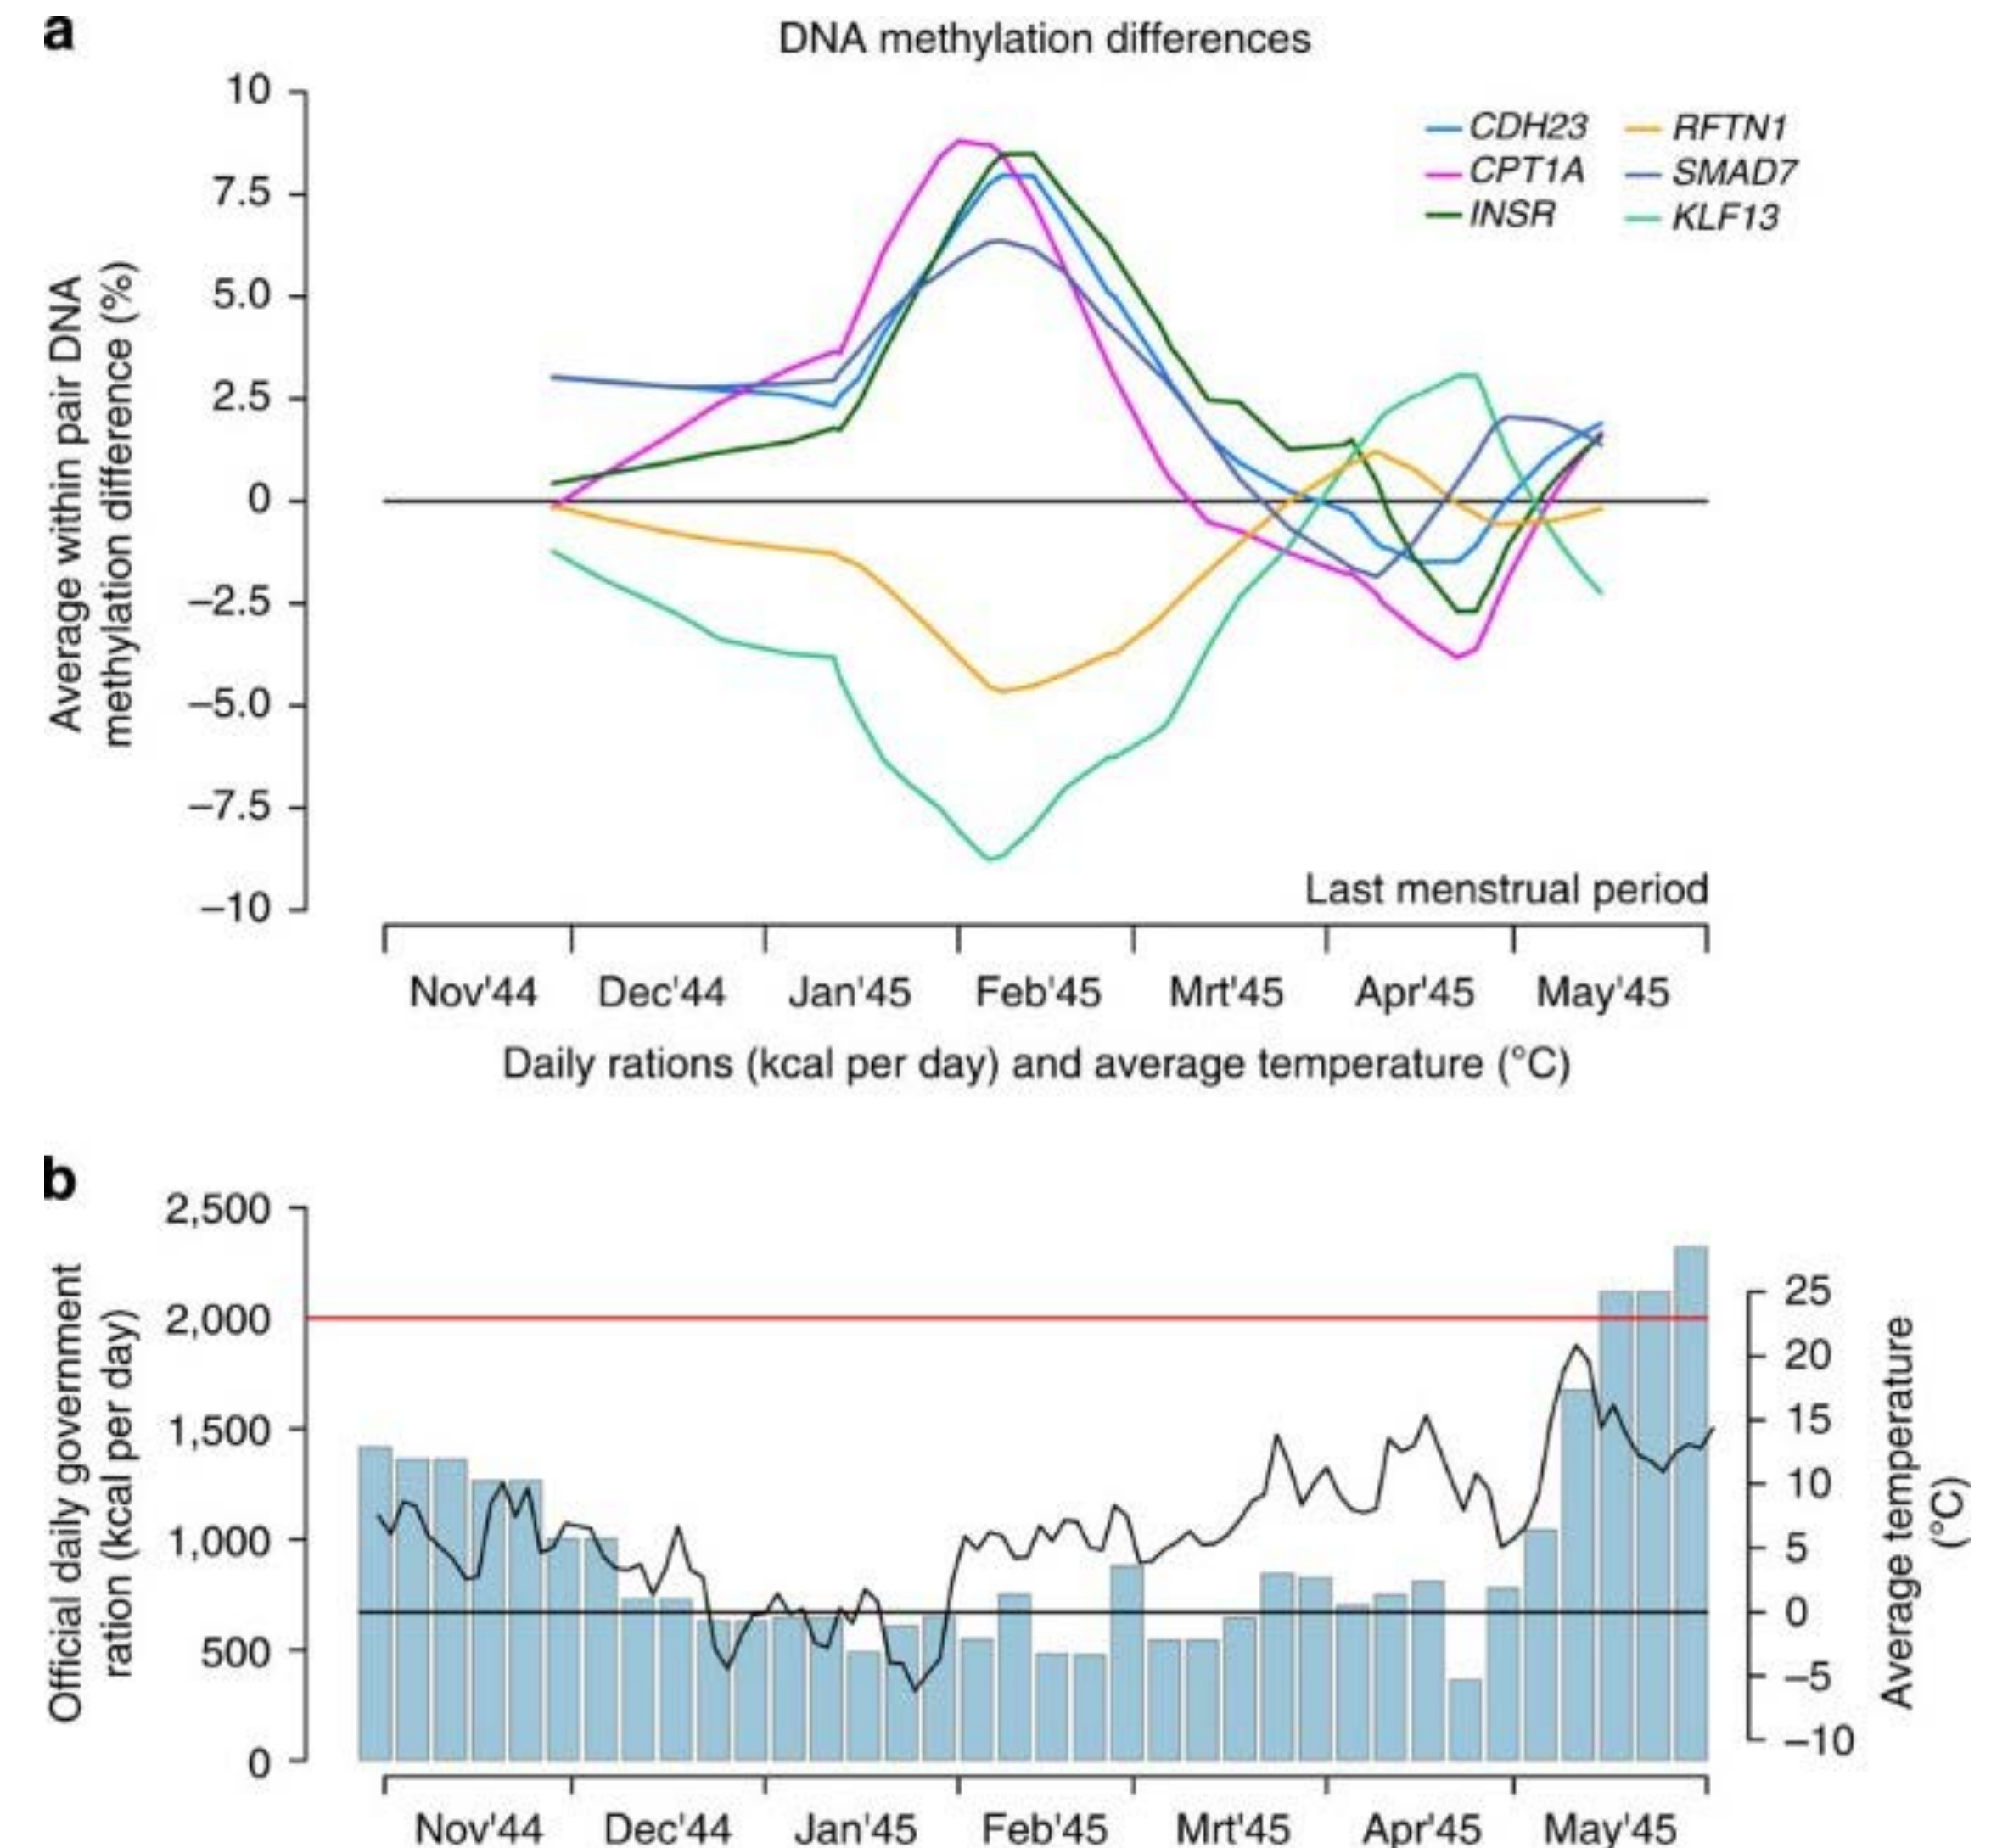 a
DNA methylation differences
Average within pair DNA
methylation difference (%)
10
7.5
5.0
2.5
0
−2.5
−5.0
−7.5
−10
CDH23
CPT1A
INSR
RFTN1
SMAD7
KLF13
Last menstrual period
Nov'44 Dec'44 Jan'45 Feb'45 Mrt'45 Apr'45 May'45
Daily rations (kcal per day) and average temperature (°C)
b
Official daily government
ration (kcal per day)
2,500
2,000
1,500
1,000
500
0
25
20
15
10
5
0
−5
−10
Average temperature
(°C)
Nov'44 Dec'44 Jan'45 Feb'45 Mrt'45 Apr'45 May'45